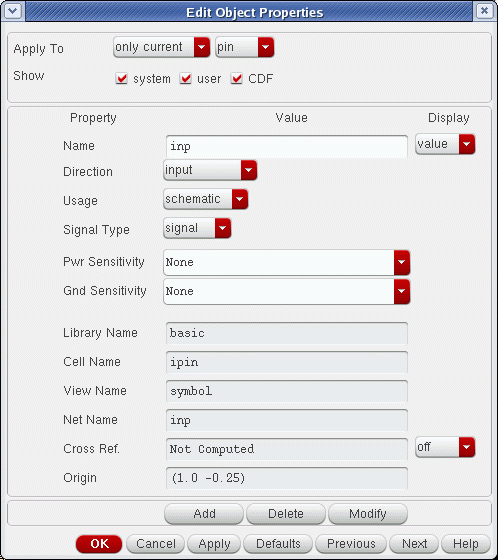 Edit Object Properties
Apply To only current pin
Show system user CDF
Property Value Display
Name inp value
Direction input
Usage schematic
Signal Type signal
Pwr Sensitivity None
Gnd Sensitivity None
Library Name basic
Cell Name ipin
View Name symbol
Net Name inp
Cross Ref. Not Computed off
Origin (1.0 -0.25)
Add Delete Modify
OK Cancel Apply Defaults Previous Next Help